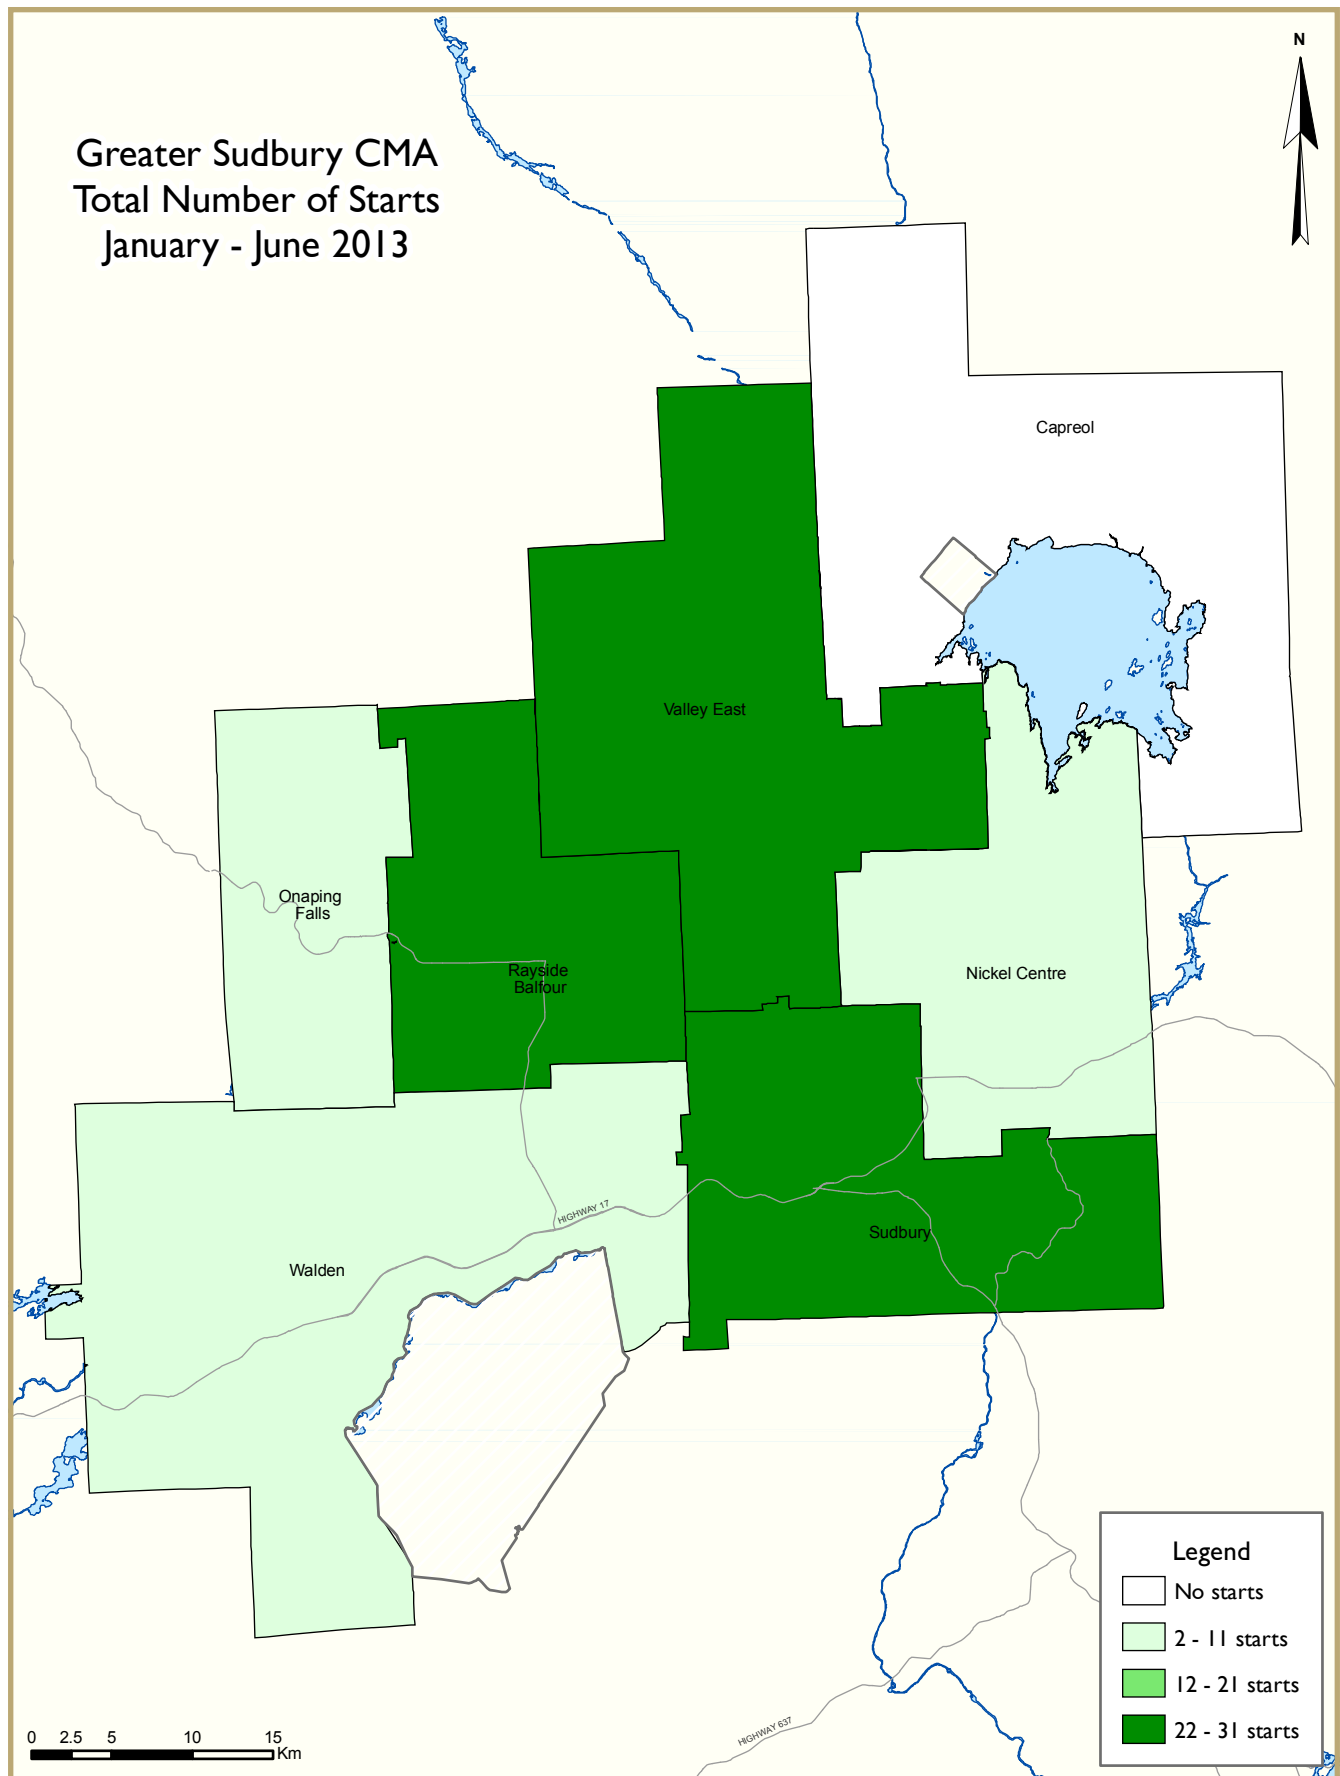 Greater Sudbury CMA
Total Number of Starts
January - June 2013
N
Capreol
Valley East
Onaping
Falls
Rayside
Balfour
Nickel Centre
HIGHWAY 17
Sudbury
Walden
HIGHWAY 637
0 2.5 5 10 15
Km
Legend
No starts
2 - 11 starts
12 - 21 starts
22 - 31 starts